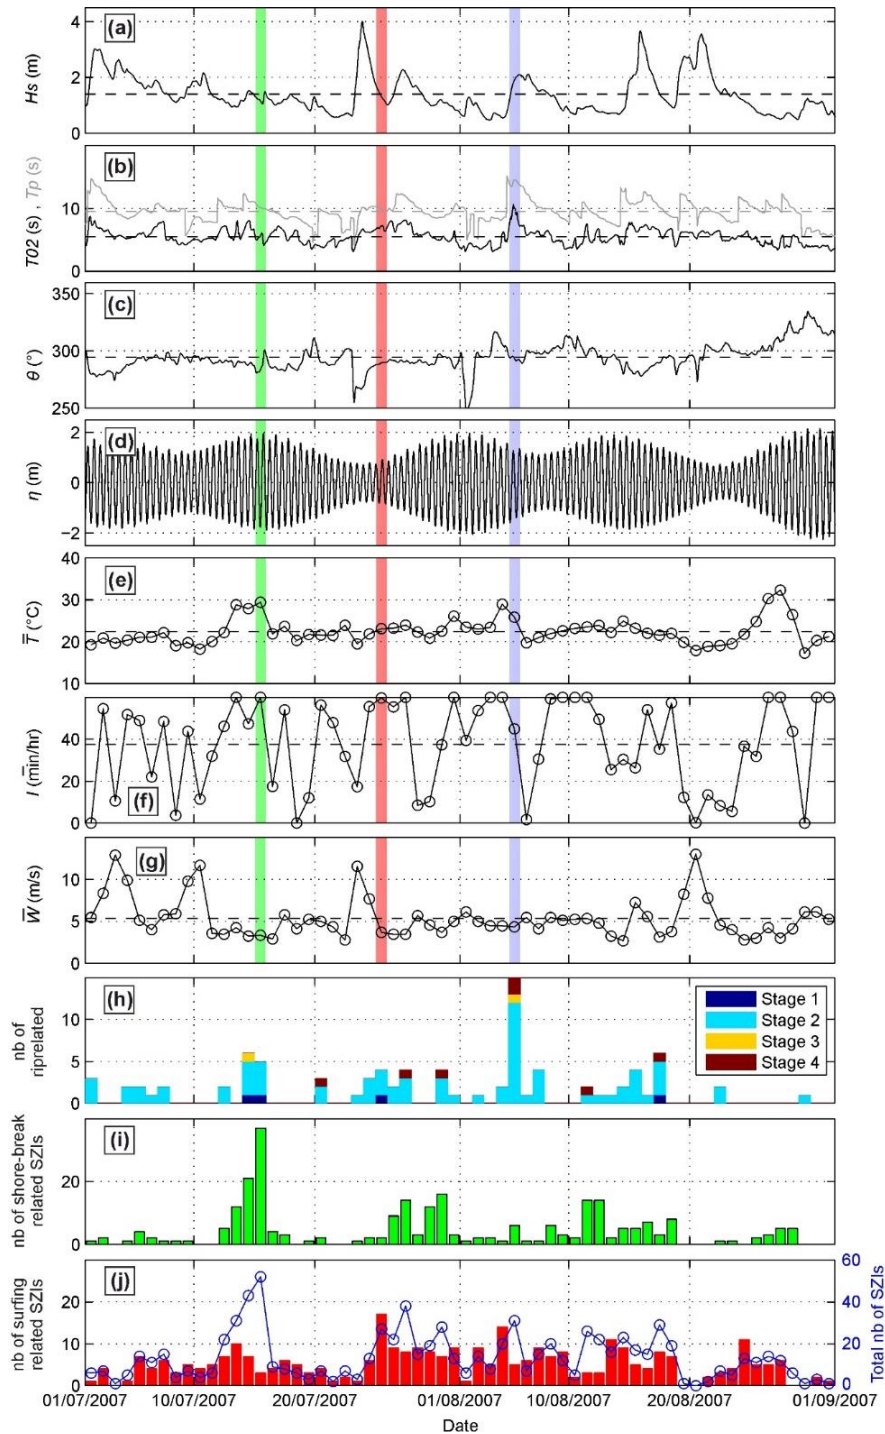 (a)
Hs (m)
4
2
0
(b)
T02 (s) , Tp (s)
20
10
0
(c)
θ (°)
350
300
250
(d)
η (m)
2
0
−2
(e)
T̅ (°C)
40
30
20
10
(f)
I̅ (min/hr)
40
20
0
(g)
W̅ (m/s)
10
5
0
(h)
nb of
riprelated
10
5
0
Stage 1
Stage 2
Stage 3
Stage 4
(i)
nb of shore-break
related SZIs
20
0
(j)
nb of surfing
related SZIs
20
10
0
60
40
20
0
Total nb of SZIs
01/07/2007 10/07/2007 20/07/2007 01/08/2007 10/08/2007 20/08/2007 01/09/2007
Date